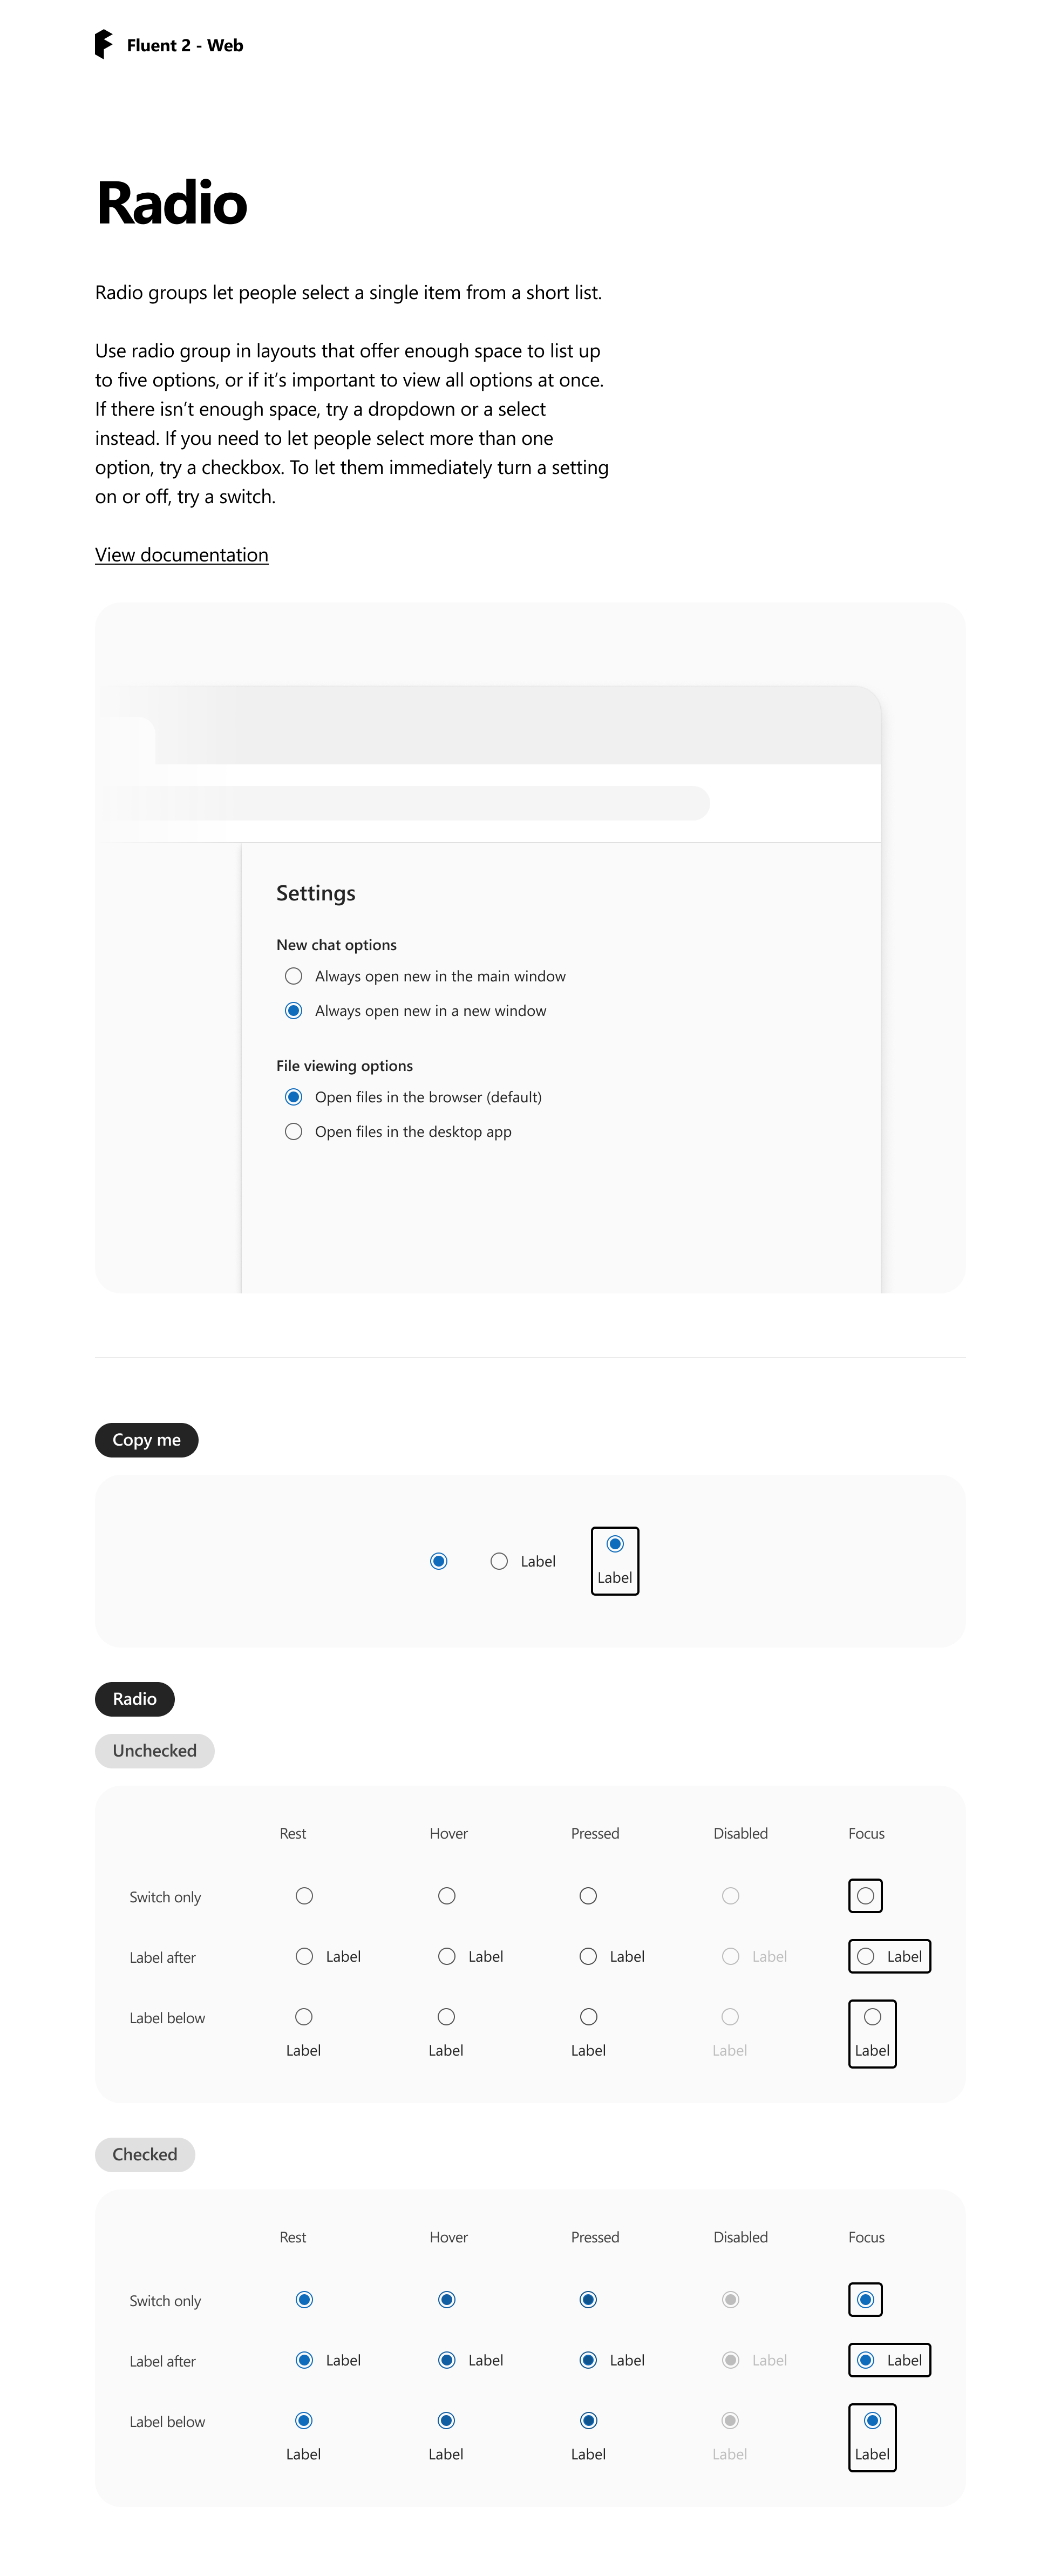 Fluent 2 - Web
Radio
Radio groups let people select a single item from a short list.
Use radio group in layouts that offer enough space to list up
to five options, or if it’s important to view all options at once.
If there isn’t enough space, try a dropdown or a select
instead. If you need to let people select more than one
option, try a checkbox. To let them immediately turn a setting
on or off, try a switch.
View documentation
Settings
New chat options
Always open new in the main window
Always open new in a new window
File viewing options
Open files in the browser (default)
Open files in the desktop app
Copy me
Label
Label
Radio
Unchecked
Rest Hover Pressed Disabled Focus
Switch only
Label after Label Label Label Label Label
Label below
Label Label Label Label Label
Checked
Rest Hover Pressed Disabled Focus
Switch only
Label after Label Label Label Label Label
Label below
Label Label Label Label Label